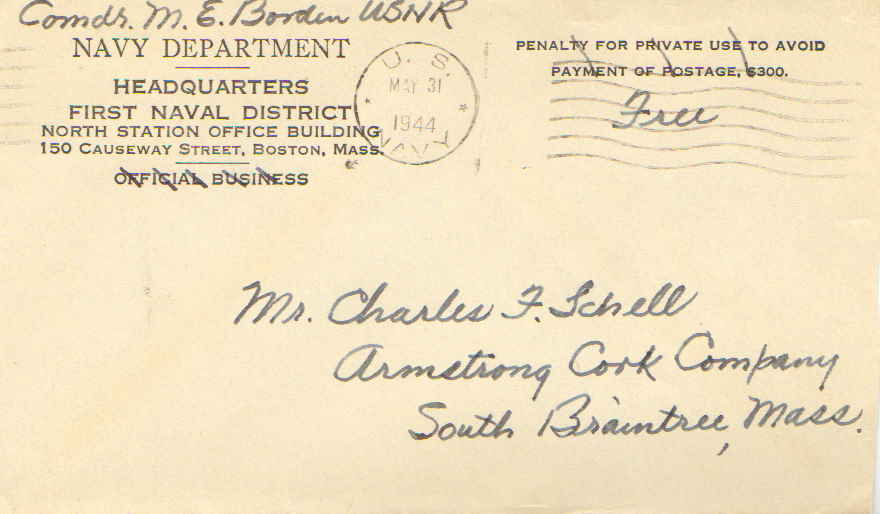 Comdr. M. E. Borden USNR
NAVY DEPARTMENT
HEADQUARTERS
FIRST NAVAL DISTRICT
NORTH STATION OFFICE BUILDING
150 CAUSEWAY STREET, BOSTON, MASS.
OFFICIAL BUSINESS
U. S.
MAY 31
1944
NAVY
PENALTY FOR PRIVATE USE TO AVOID
PAYMENT OF POSTAGE, $300.
Free
Mr. Charles F. Schell
Armstrong Cork Company
South Braintree, Mass.